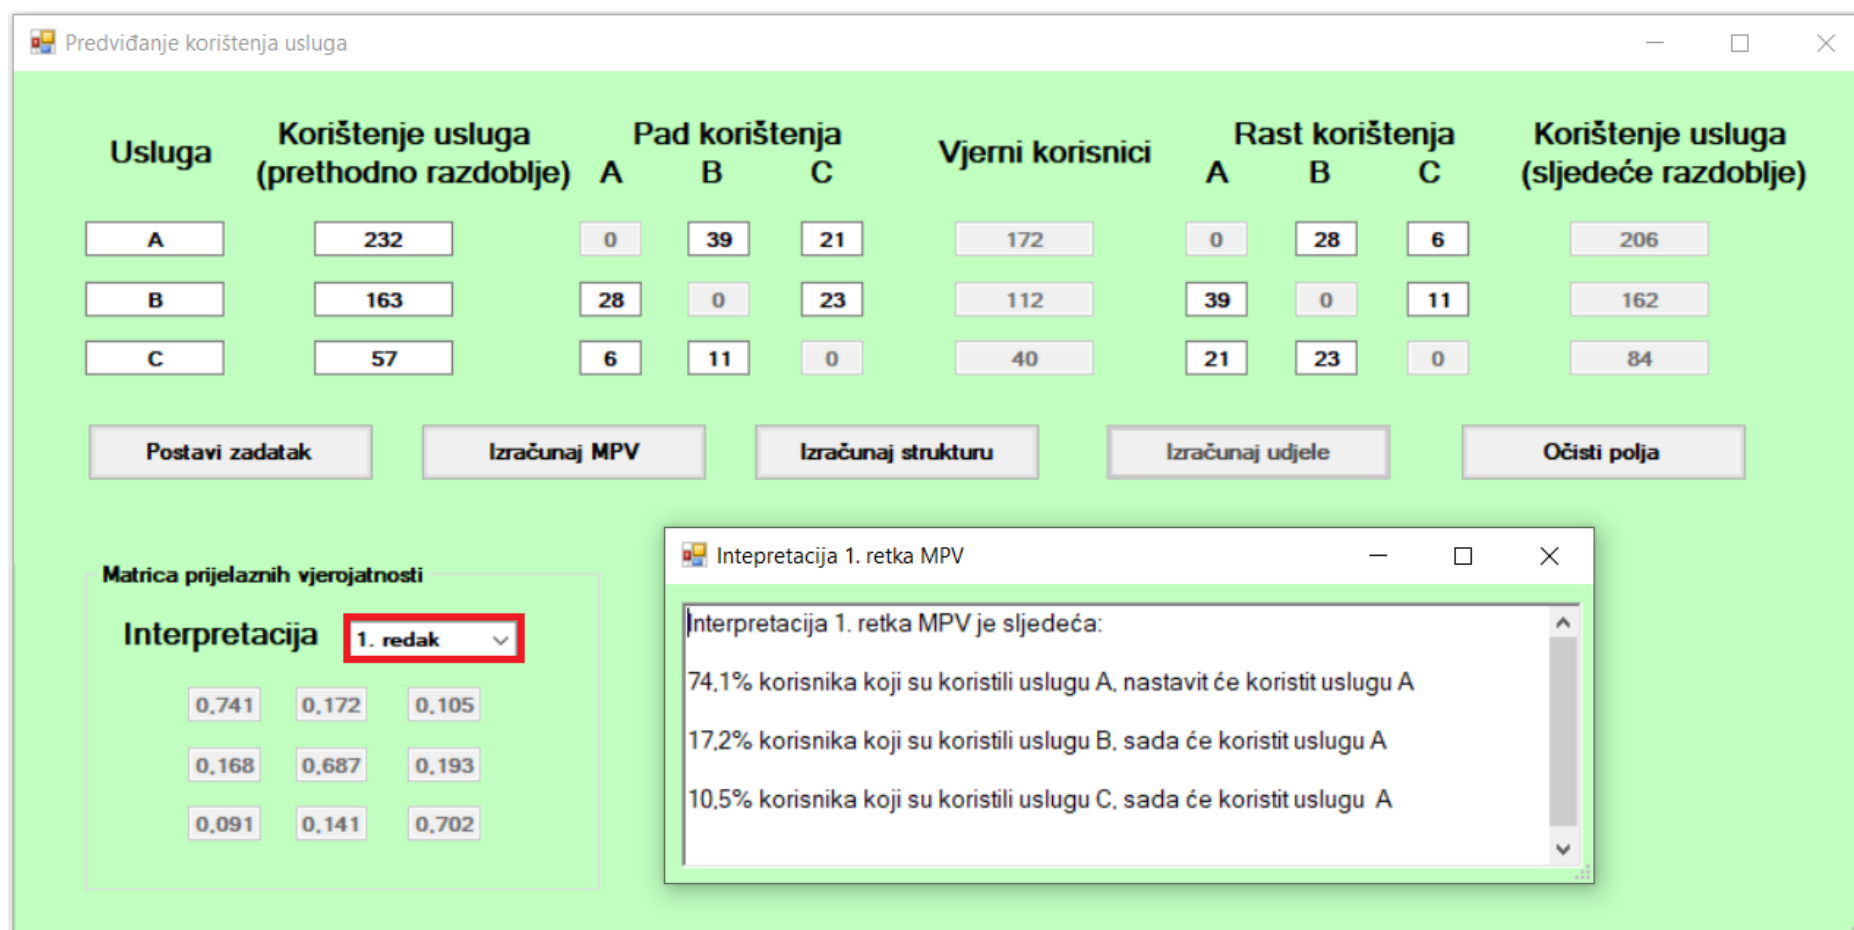 Predviđanje korištenja usluga
Usluga Korištenje usluga (prethodno razdoblje) Pad korištenja A B C Vjerni korisnici Rast korištenja A B C Korištenje usluga (sljedeće razdoblje)
A 232 0 39 21 172 0 28 6 206
B 163 28 0 23 112 39 0 11 162
C 57 6 11 0 40 21 23 0 84
Postavi zadatak Izračunaj MPV Izračunaj strukturu Izračunaj udjele Očisti polja
Matrica prijelaznih vjerojatnosti
Interpretacija 1. redak
0,741 0,172 0,105
0,168 0,687 0,193
0,091 0,141 0,702
Intepretacija 1. retka MPV
Interpretacija 1. retka MPV je sljedeća:
74,1% korisnika koji su koristili uslugu A, nastavit će koristit uslugu A
17,2% korisnika koji su koristili uslugu B, sada će koristit uslugu A
10,5% korisnika koji su koristili uslugu C, sada će koristit uslugu A